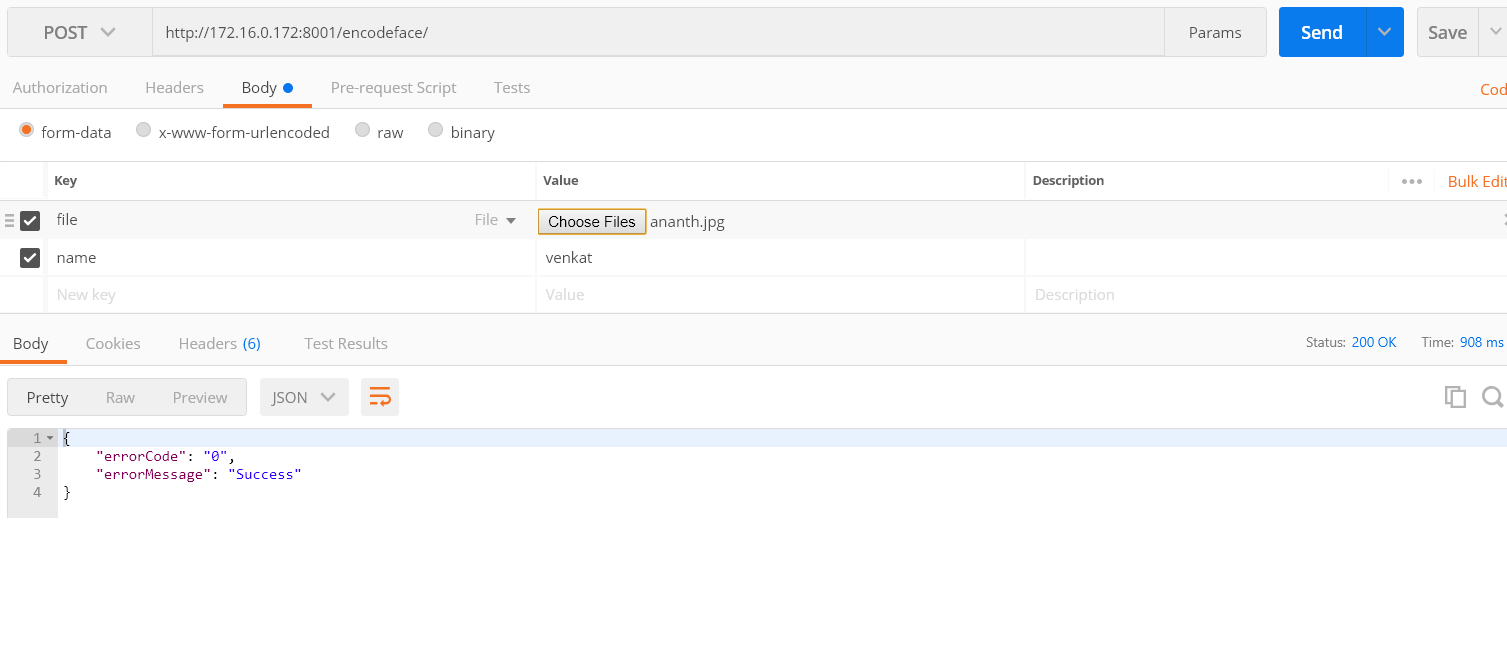 POST http://172.16.0.172:8001/encodeface/ Params Send Save
Authorization Headers Body Pre-request Script Tests Cod
form-data x-www-form-urlencoded raw binary
Key Value Description ••• Bulk Edit
file File Choose Files ananth.jpg
name venkat
New key Value Description
Body Cookies Headers (6) Test Results Status: 200 OK Time: 908 ms
Pretty Raw Preview JSON
1 {
2 "errorCode": "0",
3 "errorMessage": "Success"
4 }